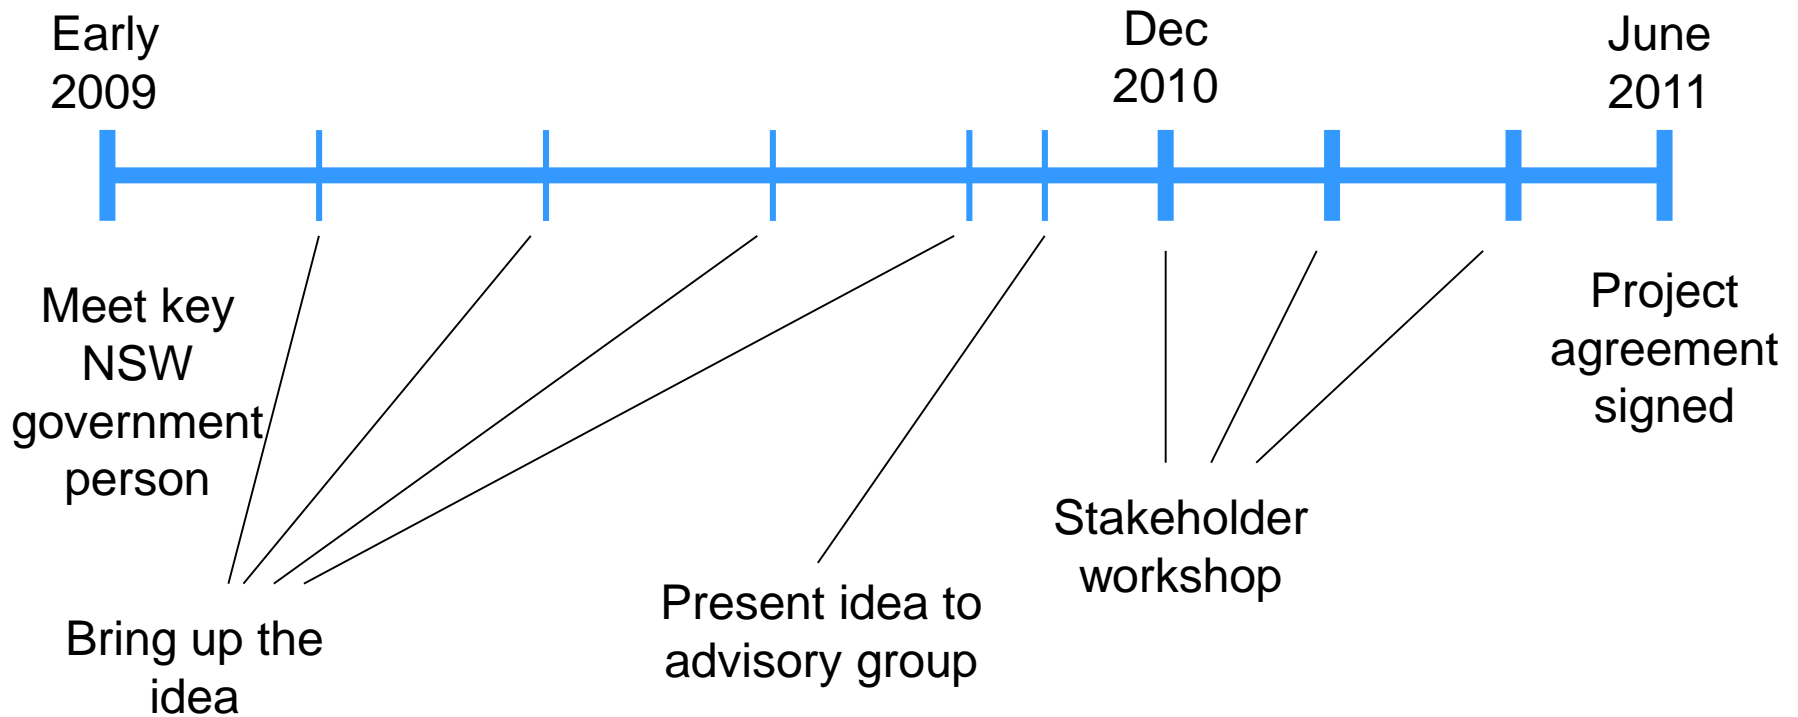 Early
2009
Dec
2010
June
2011
Meet key
NSW
government
person
Project
agreement
signed
Stakeholder
workshop
Present idea to
advisory group
Bring up the
idea